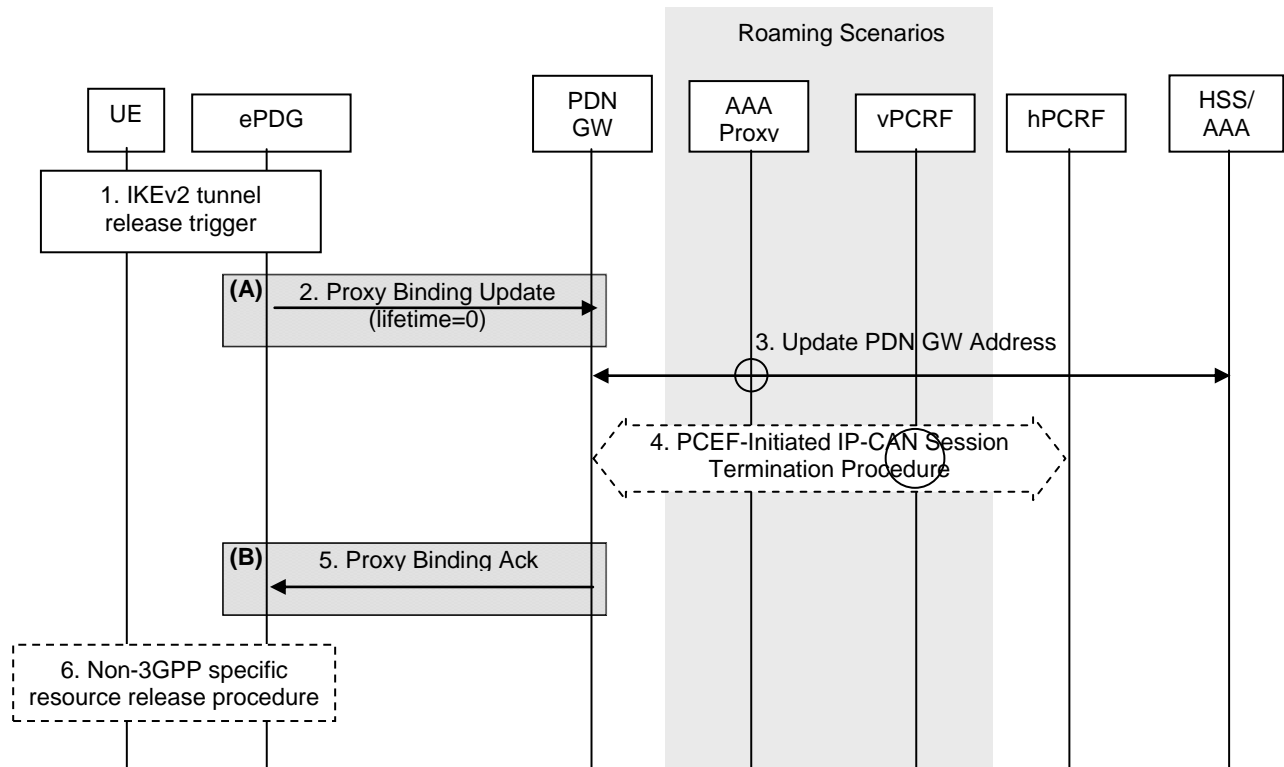 Roaming Scenarios
UE
ePDG
PDN
GW
AAA
Proxy
vPCRF
hPCRF
HSS/
AAA
1. IKEv2 tunnel
release trigger
(A)
2. Proxy Binding Update
(lifetime=0)
3. Update PDN GW Address
4. PCEF-Initiated IP-CAN Session
Termination Procedure
(B)
5. Proxy Binding Ack
6. Non-3GPP specific
resource release procedure